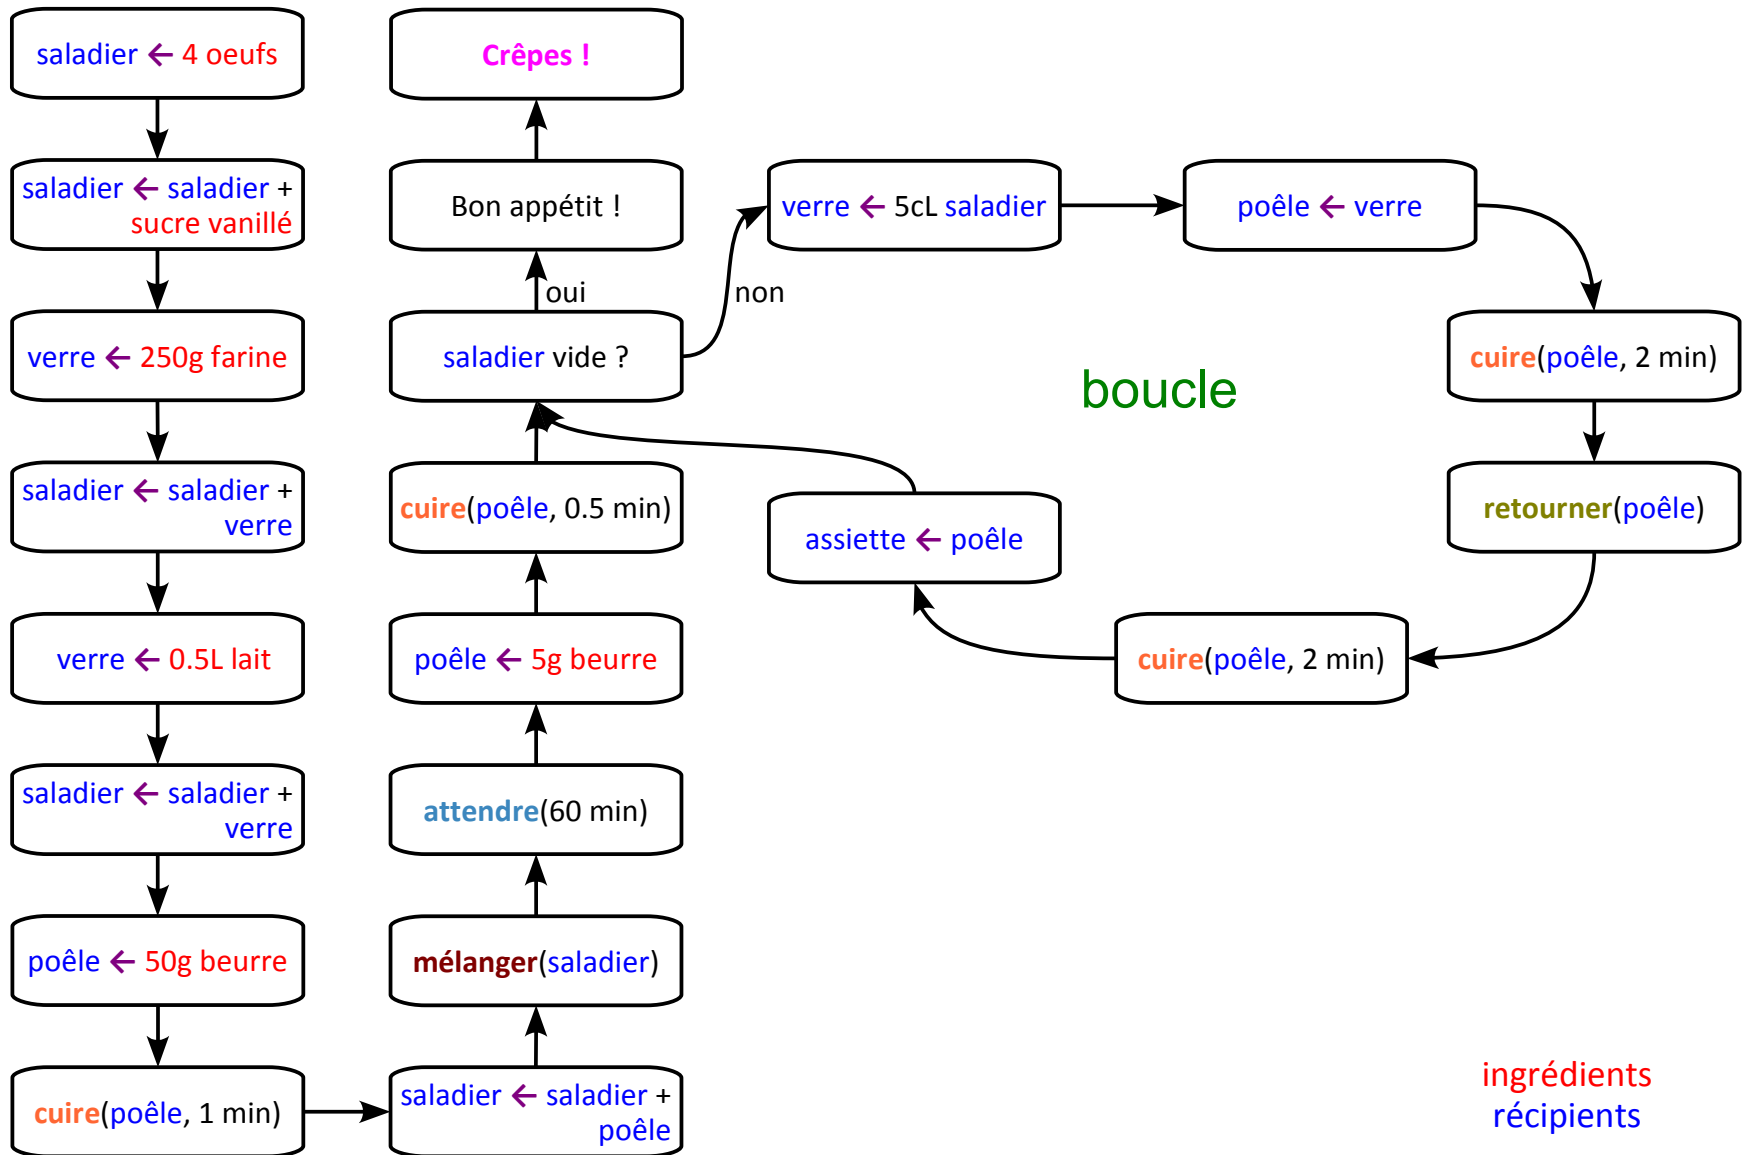 saladier ← 4 oeufs
saladier ← saladier +
sucre vanillé
verre ← 250g farine
saladier ← saladier +
verre
verre ← 0.5L lait
saladier ← saladier +
verre
poêle ← 50g beurre
cuire(poêle, 1 min)
saladier ← saladier +
poêle
mélanger(saladier)
attendre(60 min)
poêle ← 5g beurre
cuire(poêle, 0.5 min)
saladier vide ?
oui
non
Bon appétit !
Crêpes !
verre ← 5cL saladier
poêle ← verre
cuire(poêle, 2 min)
retourner(poêle)
cuire(poêle, 2 min)
assiette ← poêle
boucle
ingrédients
récipients